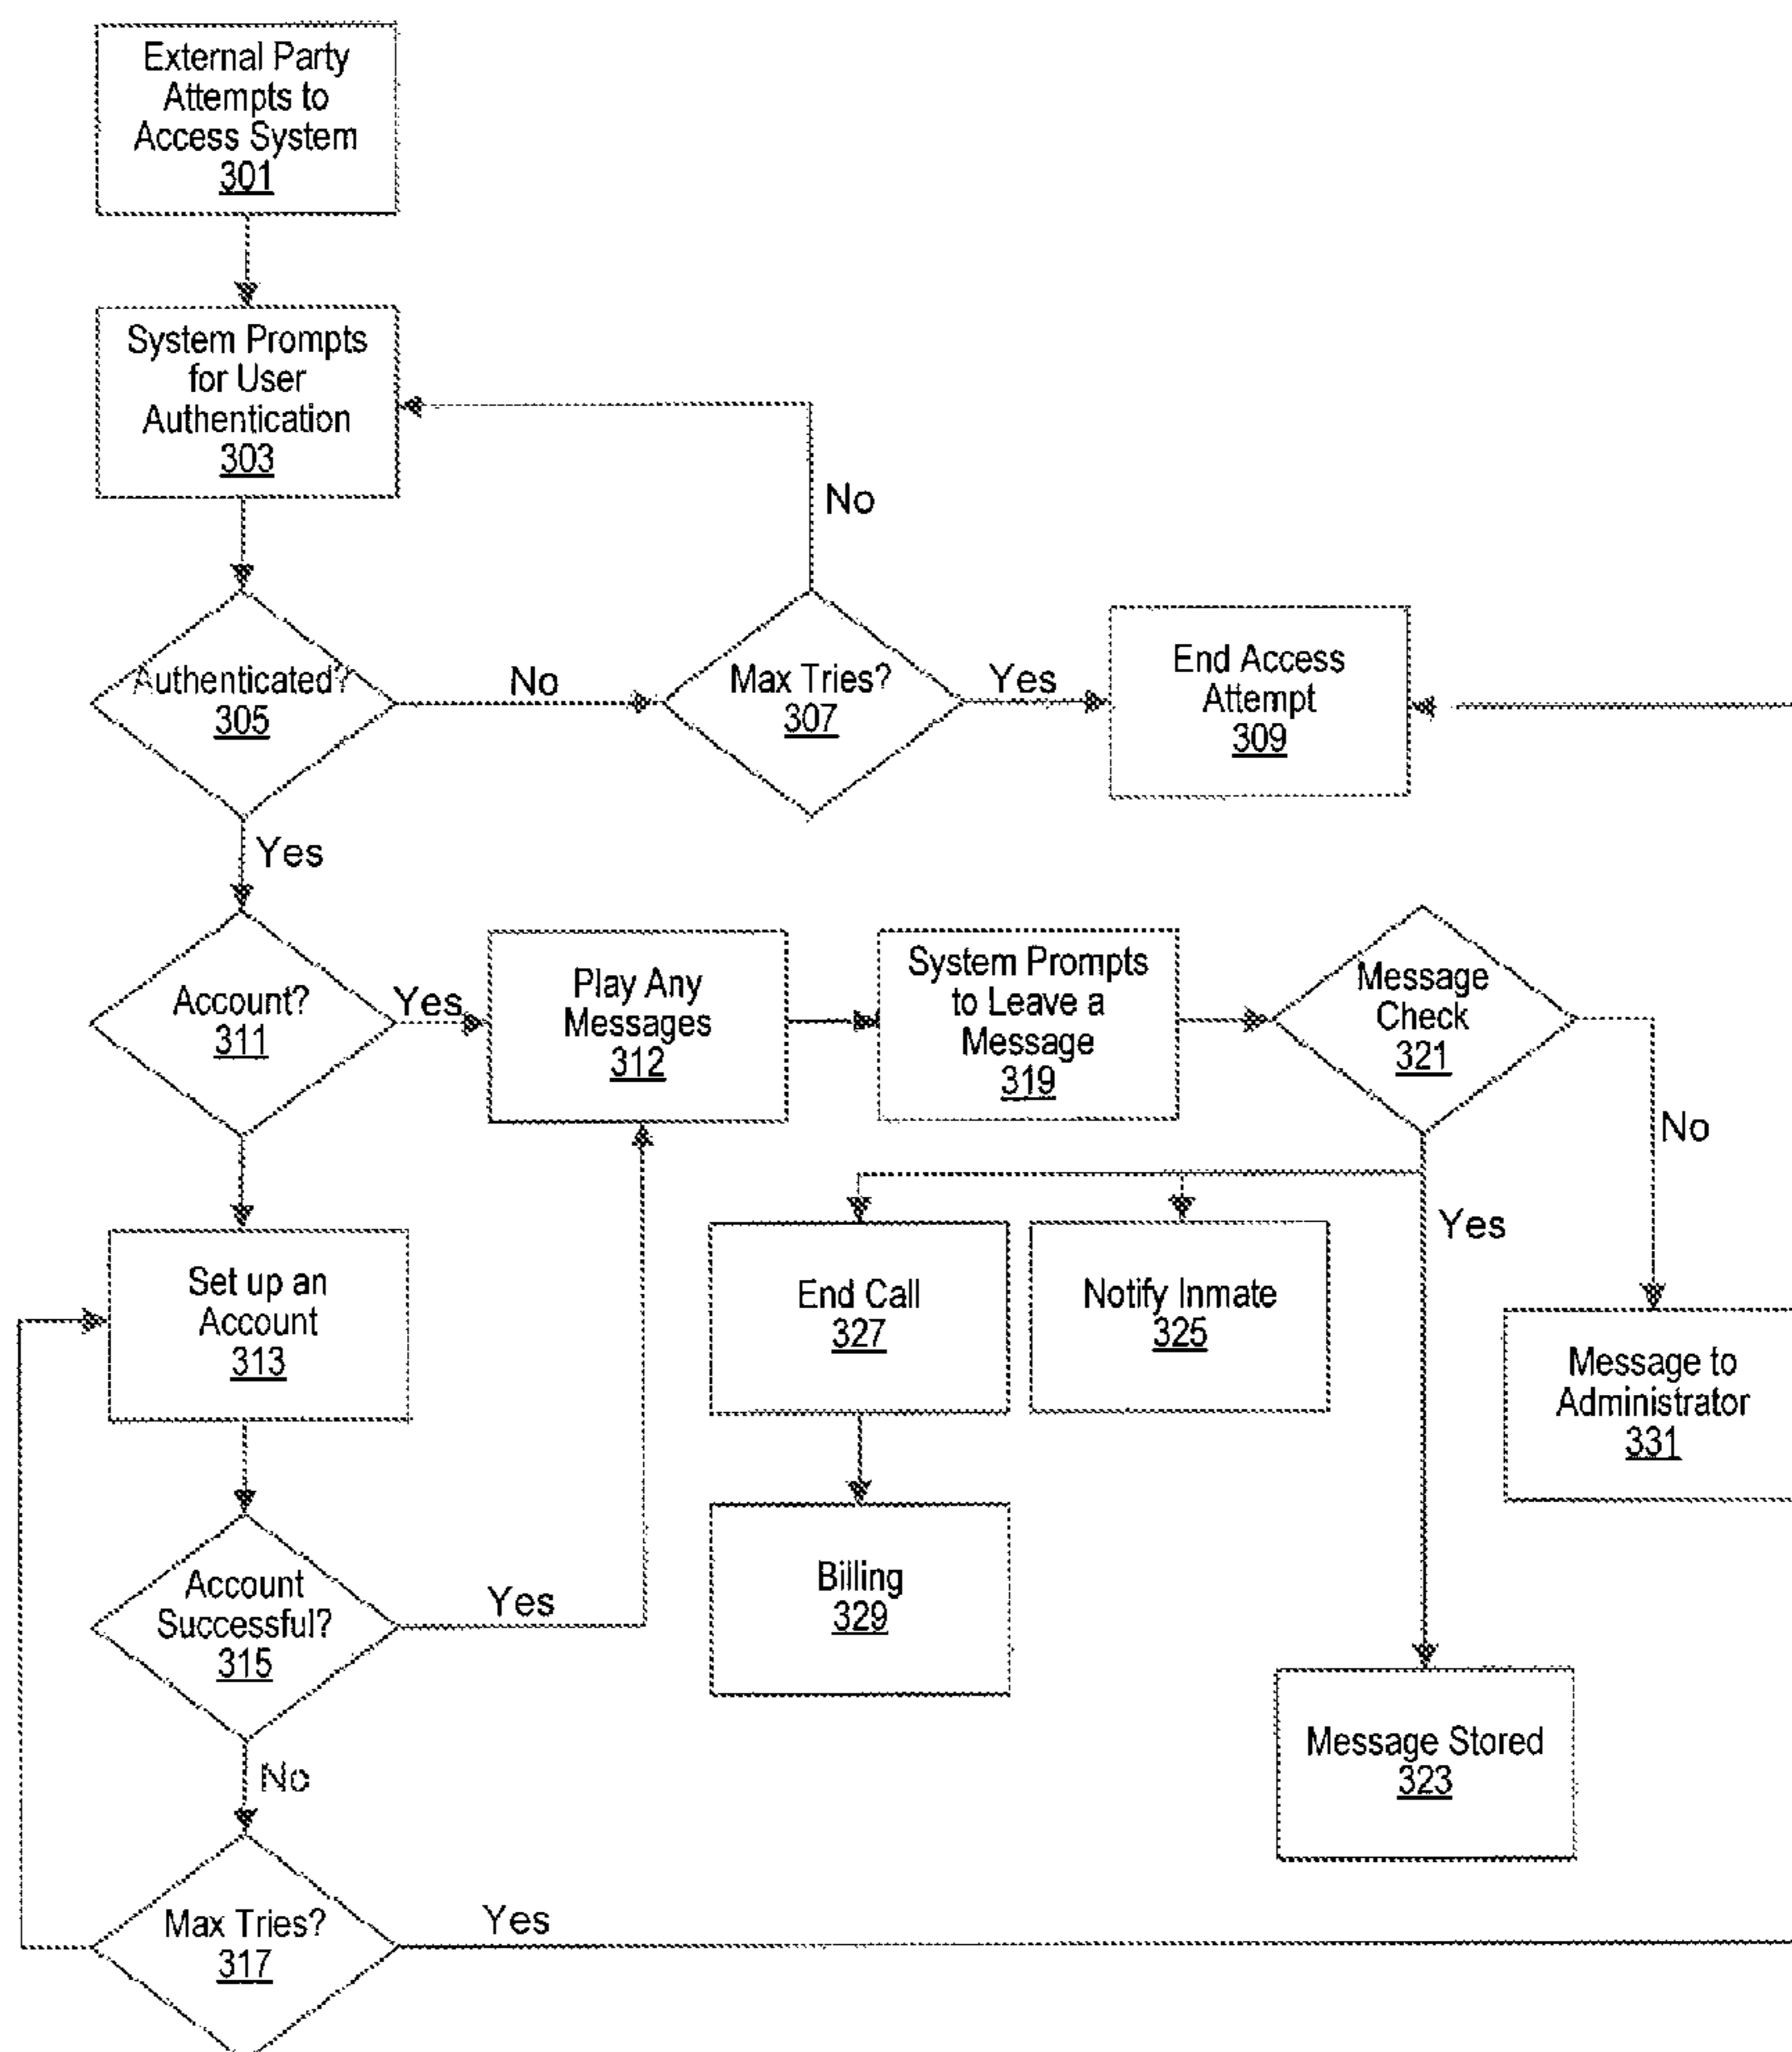 External Party
Attempts to
Access System
301
System Prompts
for User
Authentication
303
No
Authenticated?
305
No
Max Tries?
307
Yes
End Access
Attempt
309
Yes
Account?
311
Yes
Play Any
Messages
312
System Prompts
to Leave a
Message
319
Message
Check
321
No
Yes
Set up an
Account
313
End Call
327
Notify Inmate
325
Message to
Administrator
331
Account
Successful?
315
Yes
Billing
329
Message Stored
323
No
Max Tries?
317
Yes